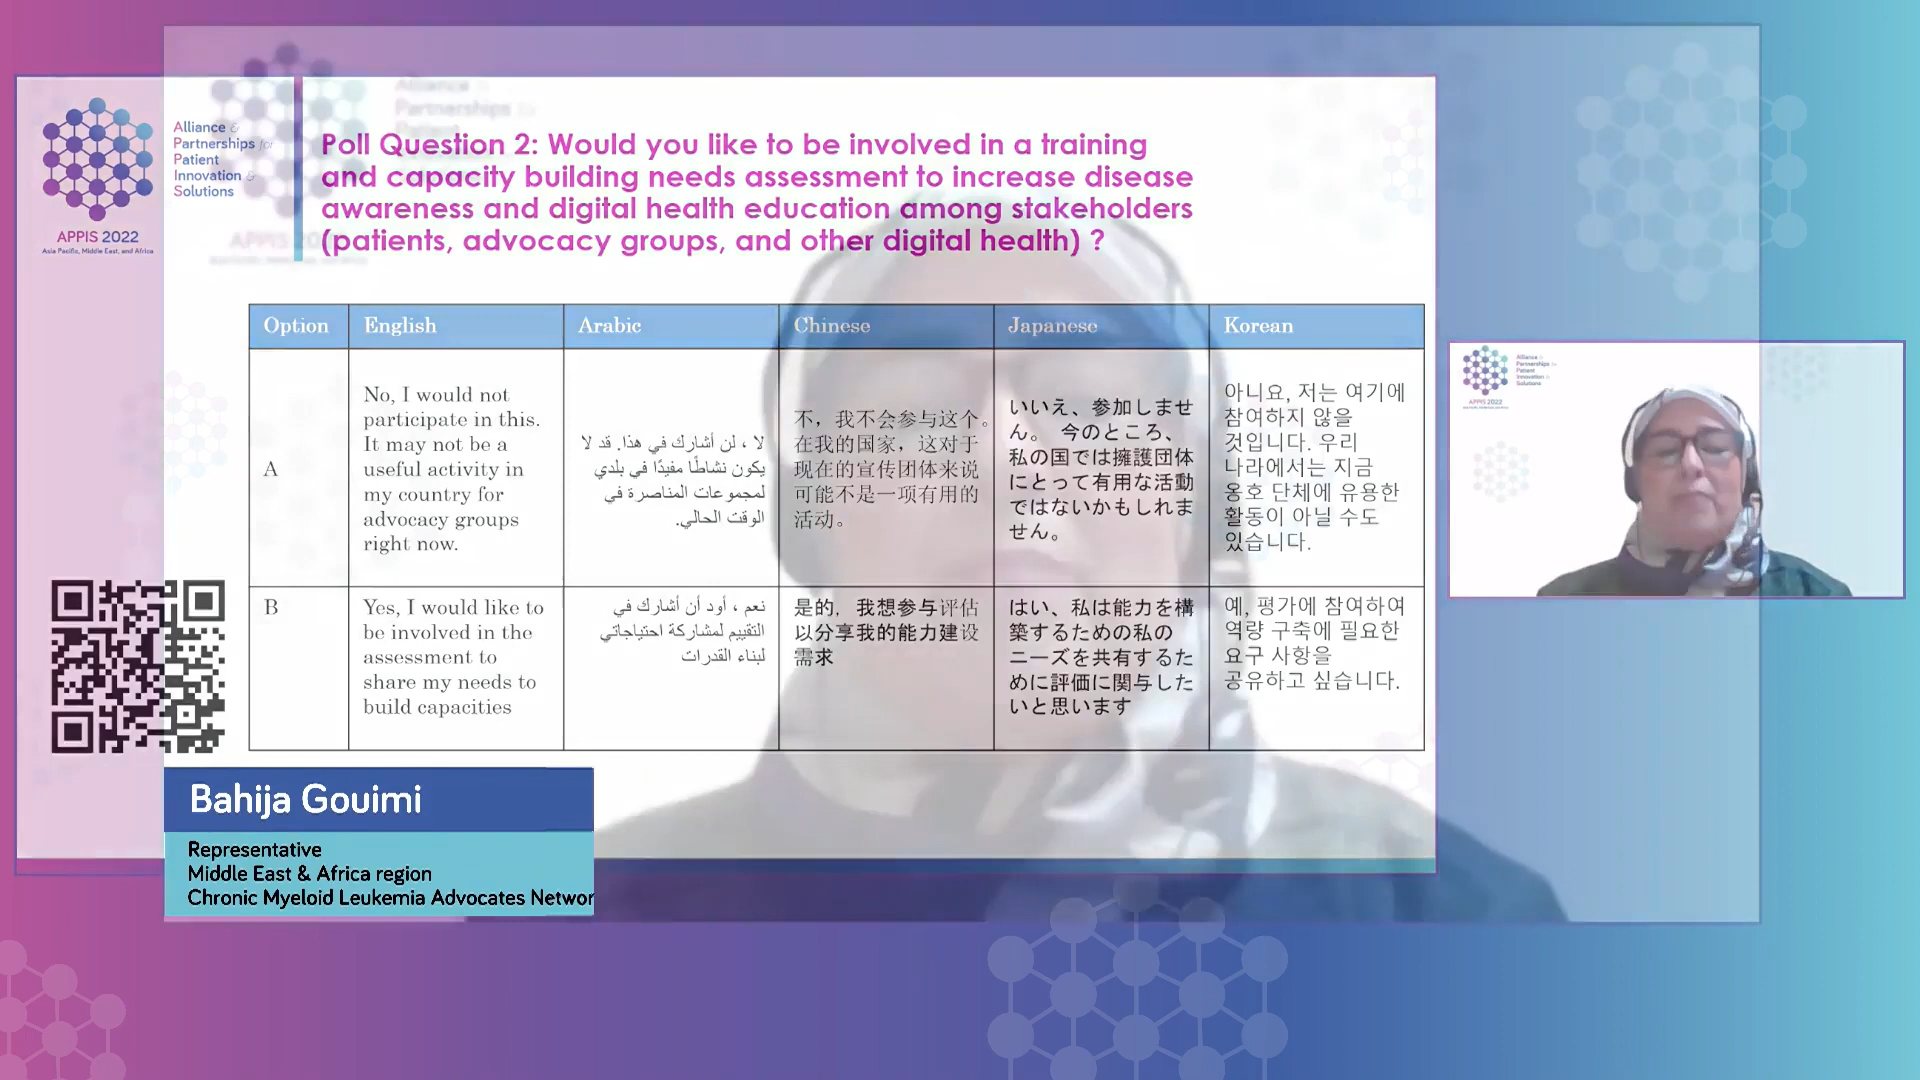 Alliance &
Partnerships for
Patient
Innovation &
Solutions
APPIS 2022
Asia Pacific, Middle East, and Africa
Poll Question 2: Would you like to be involved in a training
and capacity building needs assessment to increase disease
awareness and digital health education among stakeholders
(patients, advocacy groups, and other digital health) ?
Option
English
Arabic
Chinese
Japanese
Korean
A
No, I would not
participate in this.
It may not be a
useful activity in
my country for
advocacy groups
right now.
لا ، لن أشارك في هذا. قد لا
يكون نشاطًا مفيدًا في بلدي
لمجموعات المناصرة في
الوقت الحالي.
不，我不会参与这个。
在我的国家，这对于
现在的宣传团体来说
可能不是一项有用的
活动。
いいえ、参加しませ
ん。 今のところ、
私の国では擁護団体
にとって有用な活動
ではないかもしれま
せん。
아니요, 저는 여기에
참여하지 않을
것입니다. 우리
나라에서는 지금
옹호 단체에 유용한
활동이 아닐 수도
있습니다.
B
Yes, I would like to
be involved in the
assessment to
share my needs to
build capacities
نعم ، أود أن أشارك في
التقييم لمشاركة احتياجاتي
لبناء القدرات
是的，我想参与评估
以分享我的能力建设
需求
はい、私は能力を構
築するための私の
ニーズを共有するた
めに評価に関与した
いと思います
예, 평가에 참여하여
역량 구축에 필요한
요구 사항을
공유하고 싶습니다.
Alliance &
Partnerships for
Patient
Innovation &
Solutions
APPIS 2022
Bahija Gouimi
Representative
Middle East & Africa region
Chronic Myeloid Leukemia Advocates Networ